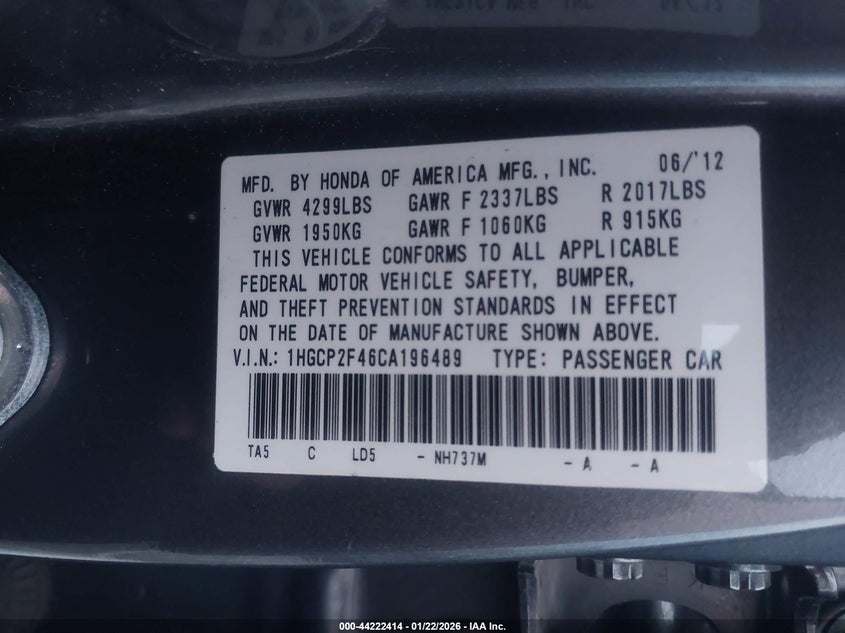 MFD. BY HONDA OF AMERICA MFG., INC. 06/'12
GVWR 4299LBS GAWR F 2337LBS R 2017LBS
GVWR 1950KG GAWR F 1060KG R 915KG
THIS VEHICLE CONFORMS TO ALL APPLICABLE
FEDERAL MOTOR VEHICLE SAFETY, BUMPER,
AND THEFT PREVENTION STANDARDS IN EFFECT
ON THE DATE OF MANUFACTURE SHOWN ABOVE.
V.I.N.: 1HGCP2F46CA196489 TYPE: PASSENGER CAR
TA5 C LD5 - NH737M - A - A
000-44222414 - 01/22/2026 - IAA Inc.